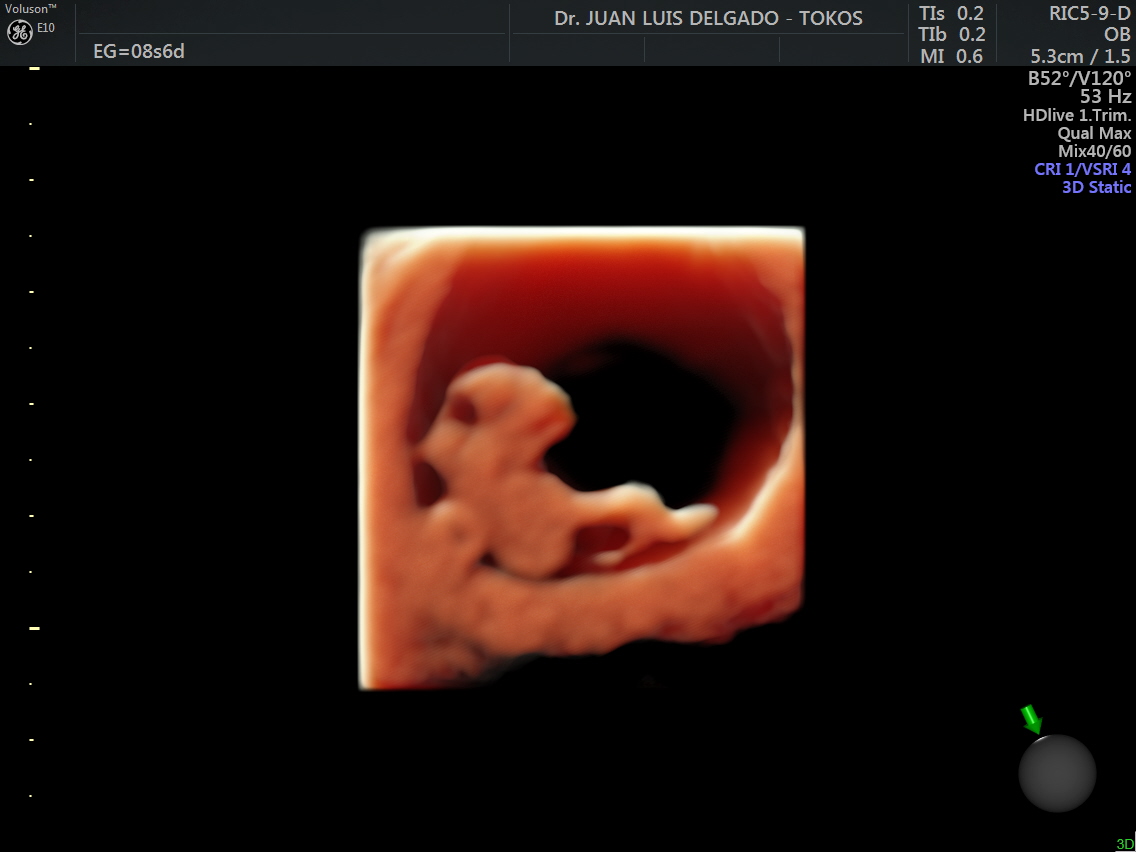 Voluson™
E10
EG=08s6d
Dr. JUAN LUIS DELGADO - TOKOS
TIs 0.2
TIb 0.2
MI 0.6
RIC5-9-D
OB
5.3cm / 1.5
B52°/V120°
53 Hz
HDlive 1.Trim.
Qual Max
Mix40/60
CRI 1/VSRI 4
3D Static
3D